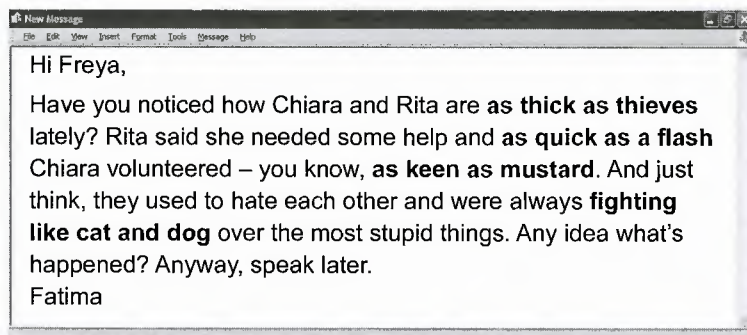 New Message
File Edit View Insert Format Tools Message Help
Hi Freya,
Have you noticed how Chiara and Rita are as thick as thieves
lately? Rita said she needed some help and as quick as a flash
Chiara volunteered – you know, as keen as mustard. And just
think, they used to hate each other and were always fighting
like cat and dog over the most stupid things. Any idea what's
happened? Anyway, speak later.
Fatima